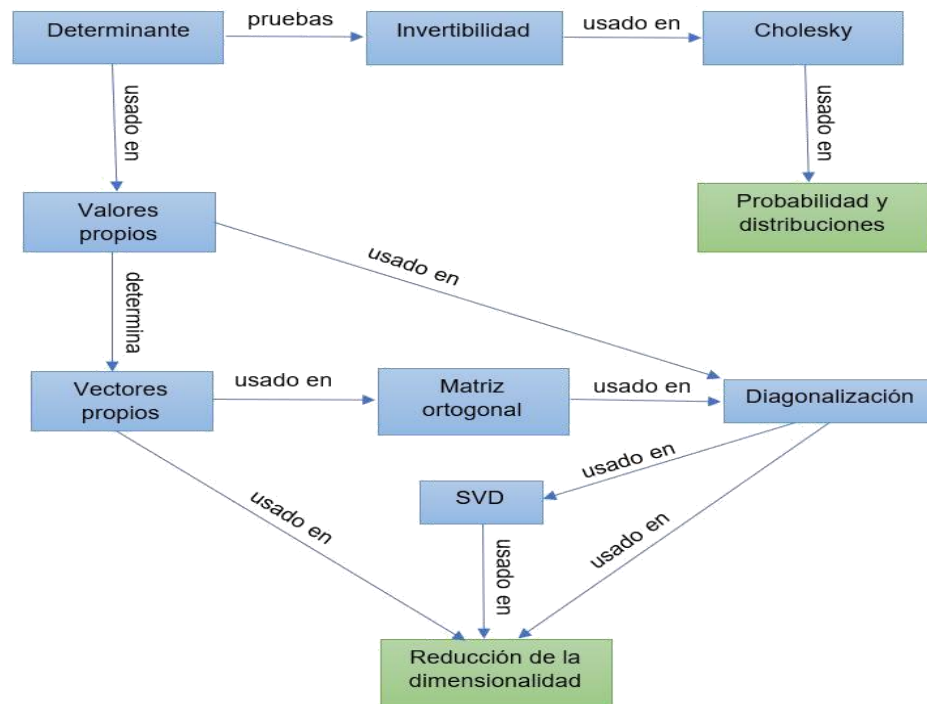 Determinante
pruebas
Invertibilidad
usado en
Cholesky
usado en
usado en
Valores
propios
Probabilidad y
distribuciones
usado en
determina
Vectores
propios
usado en
Matriz
ortogonal
usado en
Diagonalización
usado en
SVD
usado en
usado en
usado en
Reducción de la
dimensionalidad